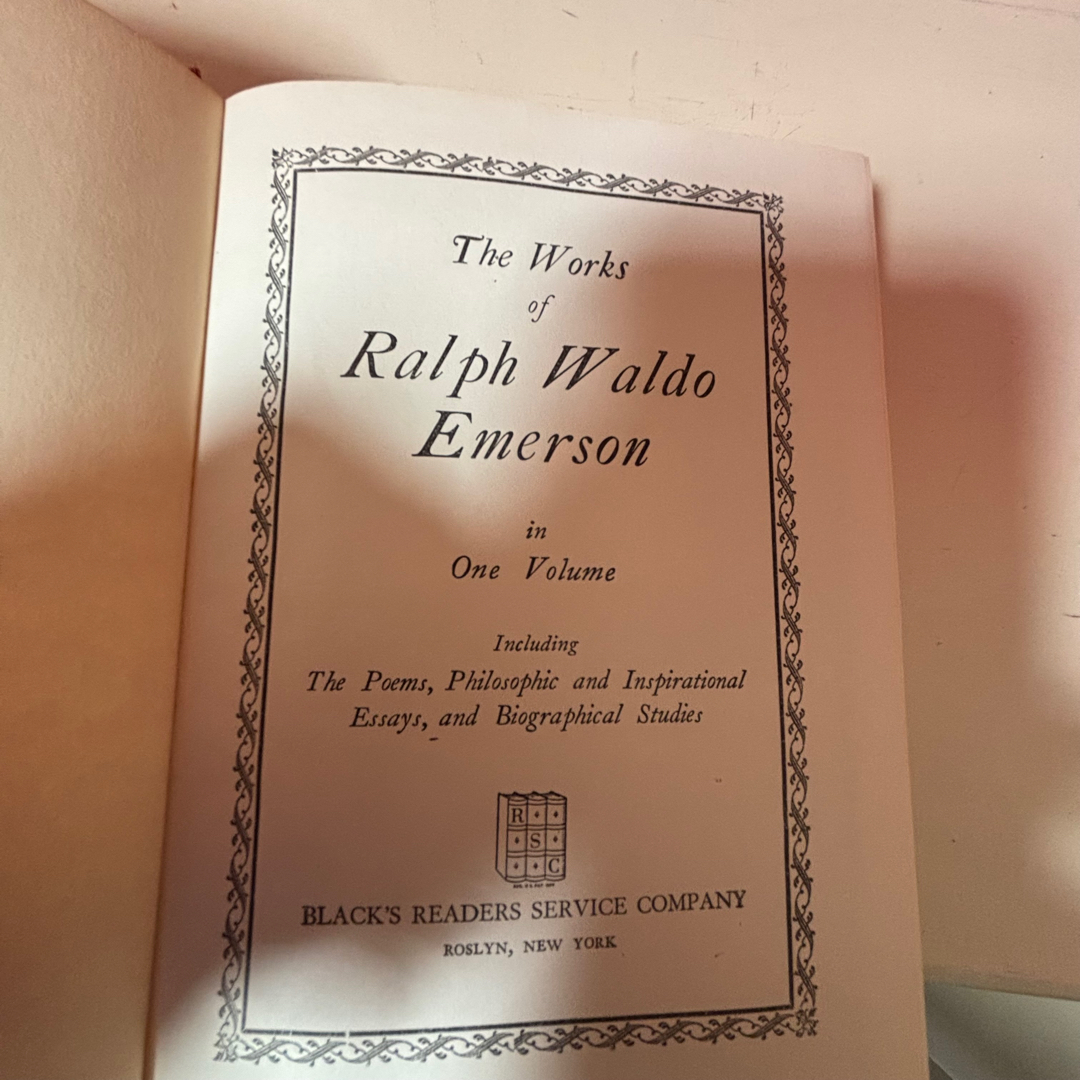 The Works
of
Ralph Waldo
Emerson
in
One Volume
Including
The Poems, Philosophic and Inspirational
Essays, and Biographical Studies
R
S
C
BLACK'S READERS SERVICE COMPANY
ROSLYN, NEW YORK